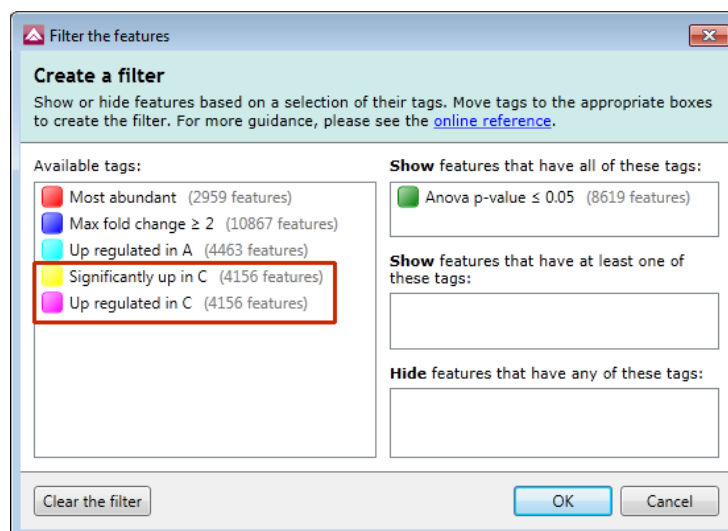 Filter the features
Create a filter
Show or hide features based on a selection of their tags. Move tags to the appropriate boxes
to create the filter. For more guidance, please see the online reference.
Available tags:
Most abundant (2959 features)
Max fold change ≥ 2 (10867 features)
Up regulated in A (4463 features)
Significantly up in C (4156 features)
Up regulated in C (4156 features)
Show features that have all of these tags:
Anova p-value ≤ 0.05 (8619 features)
Show features that have at least one of
these tags:
Hide features that have any of these tags:
Clear the filter
OK
Cancel